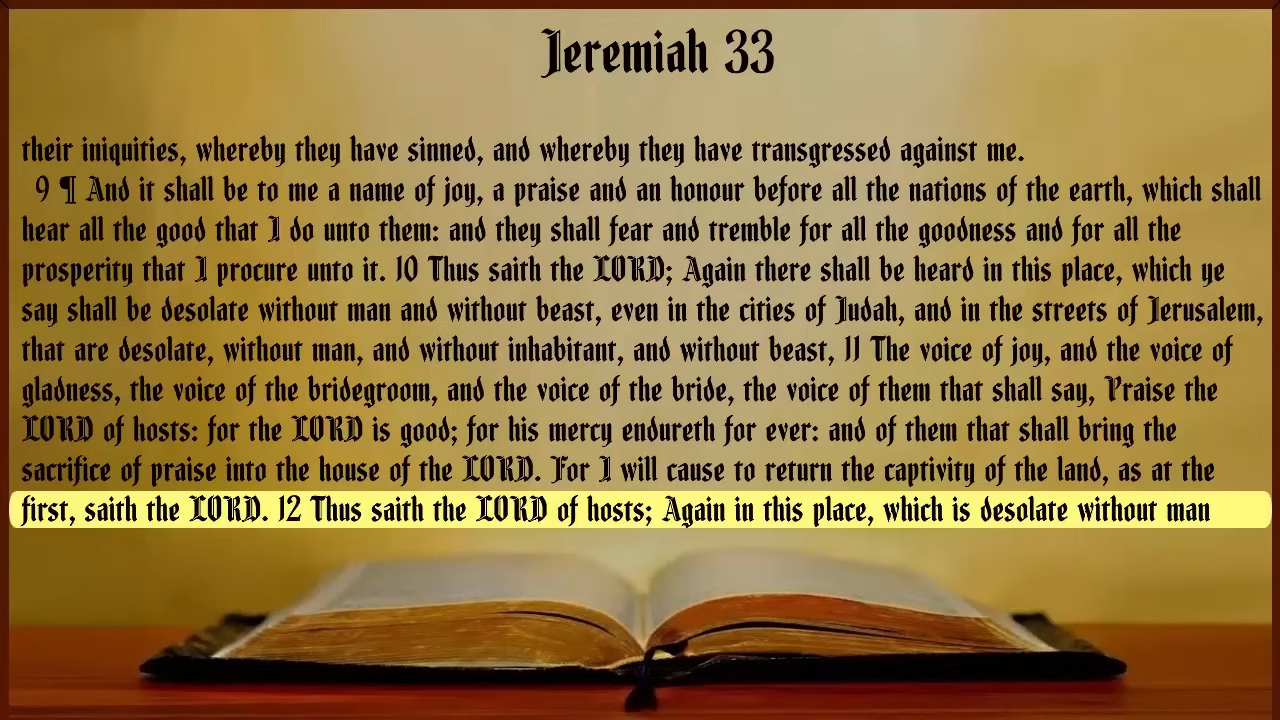 Jeremiah 33
their iniquities, whereby they have sinned, and whereby they have transgressed against me.
9 ¶ And it shall be to me a name of joy, a praise and an honour before all the nations of the earth, which shall
hear all the good that I do unto them: and they shall fear and tremble for all the goodness and for all the
prosperity that I procure unto it. 10 Thus saith the LORD; Again there shall be heard in this place, which ye
say shall be desolate without man and without beast, even in the cities of Judah, and in the streets of Jerusalem,
that are desolate, without man, and without inhabitant, and without beast, 11 The voice of joy, and the voice of
gladness, the voice of the bridegroom, and the voice of the bride, the voice of them that shall say, Praise the
LORD of hosts: for the LORD is good; for his mercy endureth for ever: and of them that shall bring the
sacrifice of praise into the house of the LORD. For I will cause to return the captivity of the land, as at the
first, saith the LORD. 12 Thus saith the LORD of hosts; Again in this place, which is desolate without man